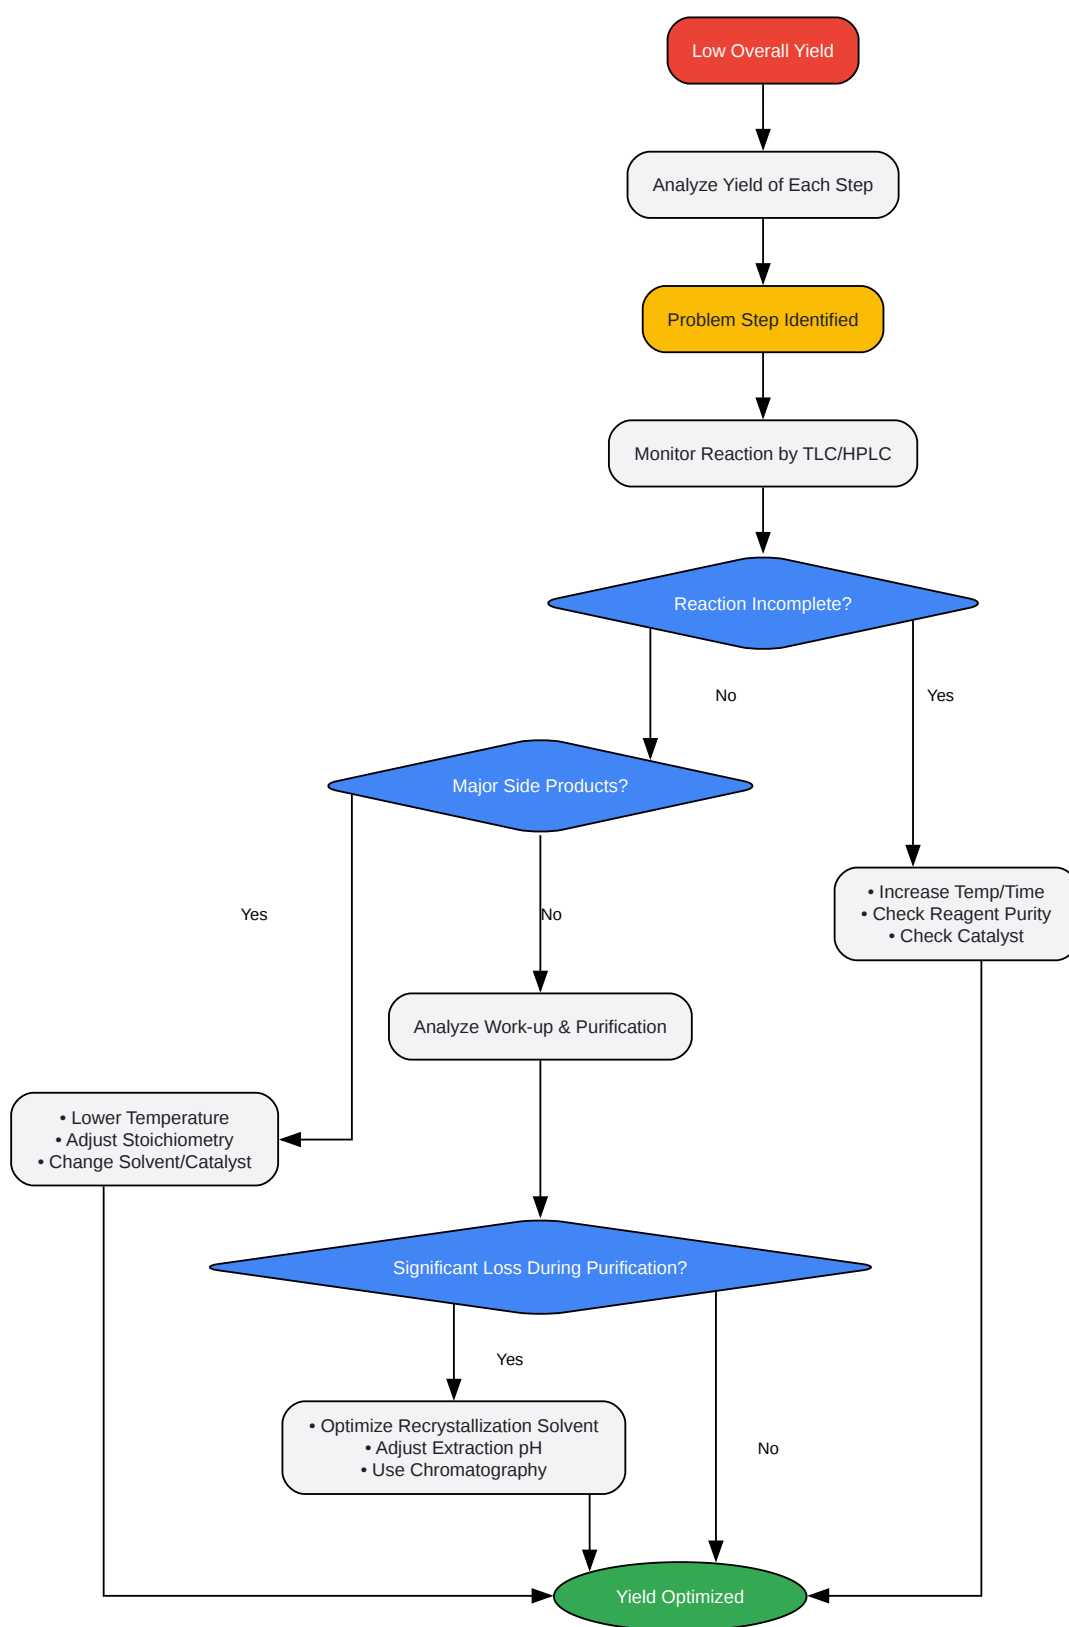 Low Overall Yield
Analyze Yield of Each Step
Problem Step Identified
Monitor Reaction by TLC/HPLC
Reaction Incomplete?
No
Yes
Major Side Products?
Yes
No
• Increase Temp/Time
• Check Reagent Purity
• Check Catalyst
Analyze Work-up & Purification
• Lower Temperature
• Adjust Stoichiometry
• Change Solvent/Catalyst
Significant Loss During Purification?
Yes
No
• Optimize Recrystallization Solvent
• Adjust Extraction pH
• Use Chromatography
Yield Optimized